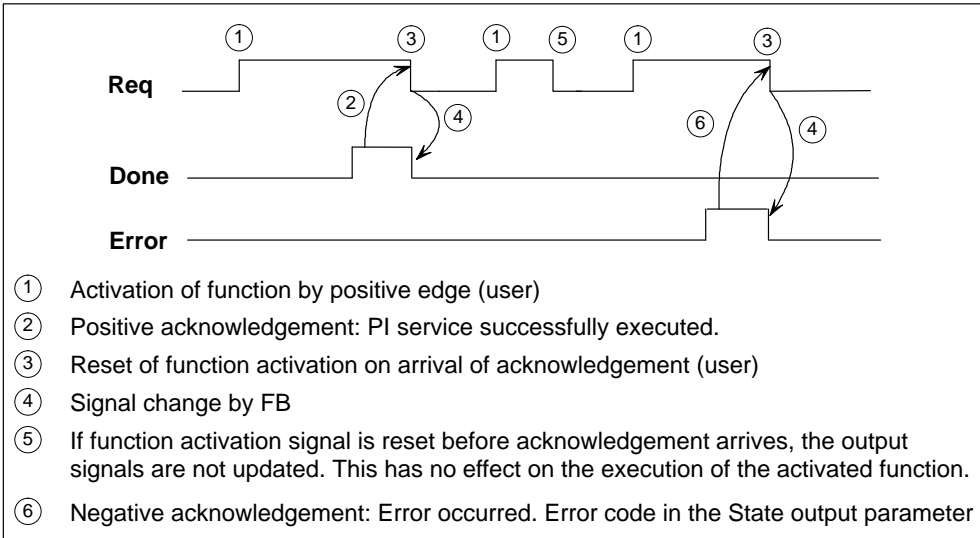 1 3 1 5 1 3
Req
2 4 6 4
Done
Error
1 Activation of function by positive edge (user)
2 Positive acknowledgement: PI service successfully executed.
3 Reset of function activation on arrival of acknowledgement (user)
4 Signal change by FB
5 If function activation signal is reset before acknowledgement arrives, the output
signals are not updated. This has no effect on the execution of the activated function.
6 Negative acknowledgement: Error occurred. Error code in the State output parameter